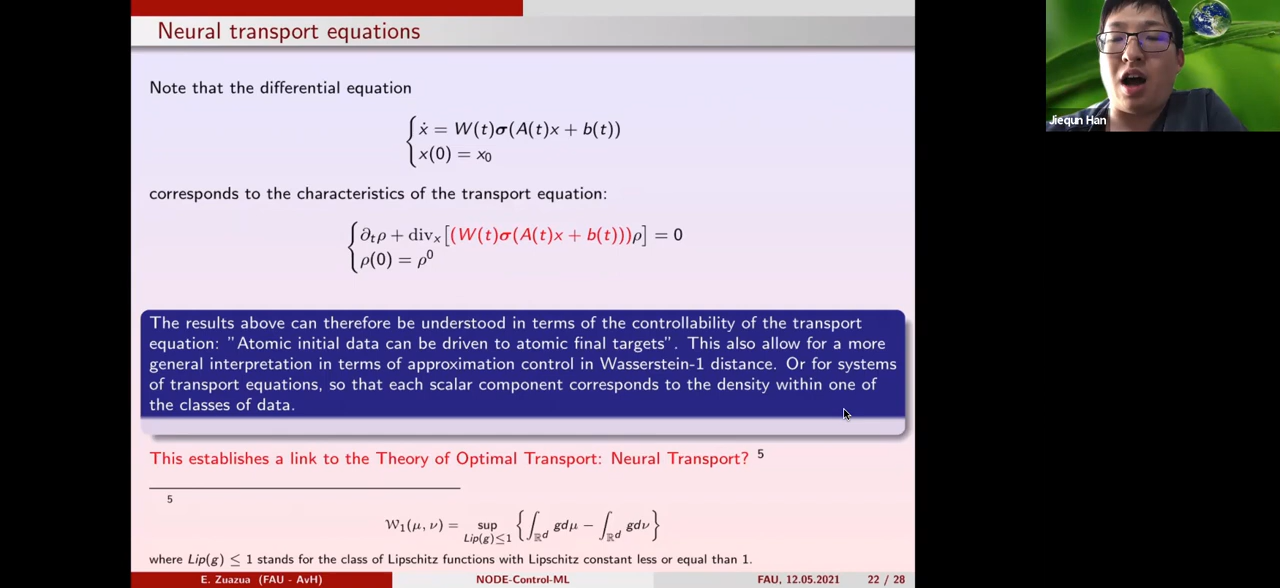 Neural transport equations
Note that the differential equation
ẋ = W(t)σ(A(t)x + b(t))
x(0) = x₀
corresponds to the characteristics of the transport equation:
∂ₜρ + divₓ[(W(t)σ(A(t)x + b(t)))ρ] = 0
ρ(0) = ρ⁰
The results above can therefore be understood in terms of the controllability of the transport
equation: "Atomic initial data can be driven to atomic final targets". This also allow for a more
general interpretation in terms of approximation control in Wasserstein-1 distance. Or for systems
of transport equations, so that each scalar component corresponds to the density within one of
the classes of data.
This establishes a link to the Theory of Optimal Transport: Neural Transport? ⁵
5
W₁(μ, ν) = sup Lip(g)≤1 { ∫_ℝᵈ gdμ − ∫_ℝᵈ gdν }
where Lip(g) ≤ 1 stands for the class of Lipschitz functions with Lipschitz constant less or equal than 1.
E. Zuazua (FAU - AvH) NODE-Control-ML FAU, 12.05.2021 22 / 28
Jiequn Han